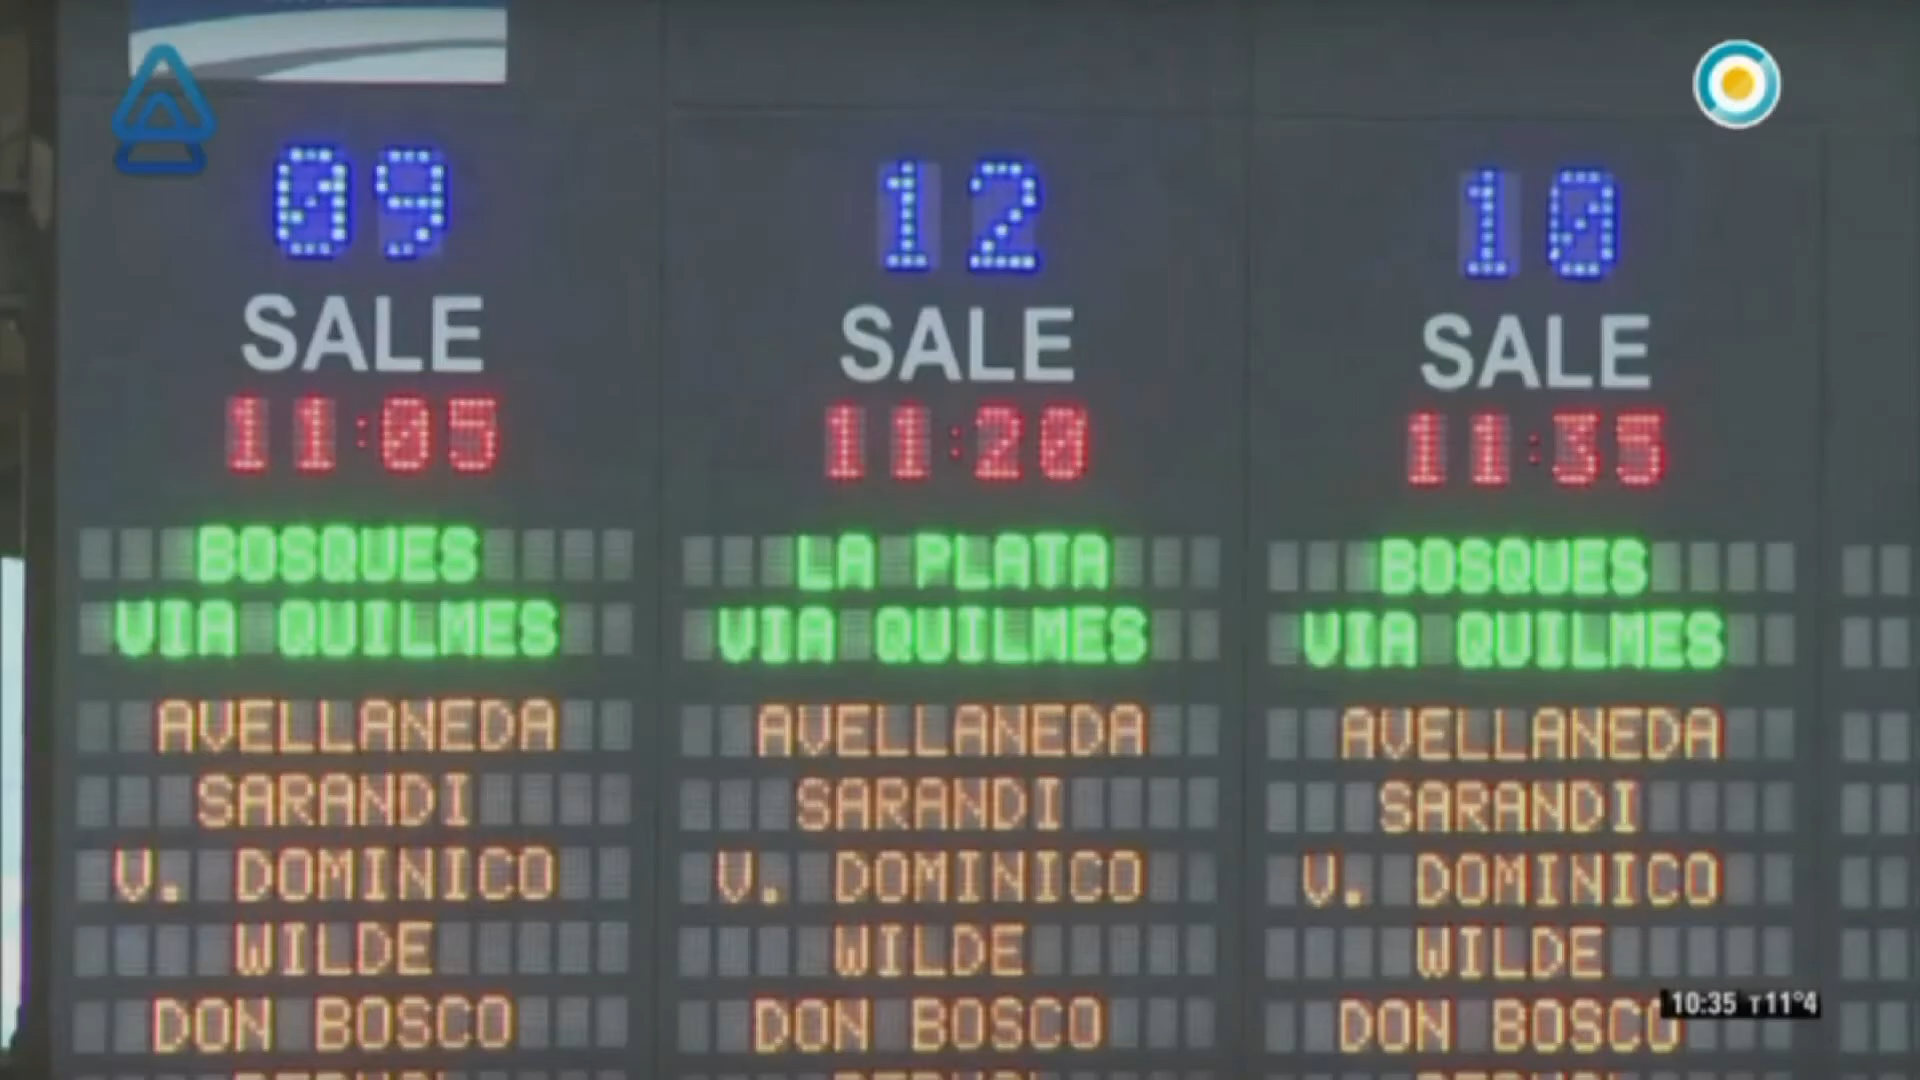 09
SALE
11:05
BOSQUES
VIA QUILMES
AVELLANEDA
SARANDI
V. DOMINICO
WILDE
DON BOSCO
12
SALE
11:20
LA PLATA
VIA QUILMES
AVELLANEDA
SARANDI
V. DOMINICO
WILDE
DON BOSCO
10
SALE
11:35
BOSQUES
VIA QUILMES
AVELLANEDA
SARANDI
V. DOMINICO
WILDE
DON BOSCO
10:35 T11°4